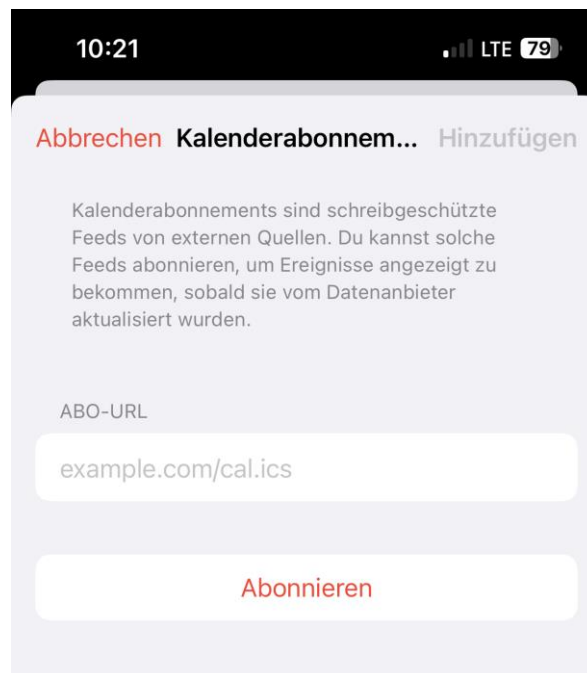 10:21 LTE 79
Abbrechen Kalenderabonnem... Hinzufügen
Kalenderabonnements sind schreibgeschützte
Feeds von externen Quellen. Du kannst solche
Feeds abonnieren, um Ereignisse angezeigt zu
bekommen, sobald sie vom Datenanbieter
aktualisiert wurden.
ABO-URL
example.com/cal.ics
Abonnieren